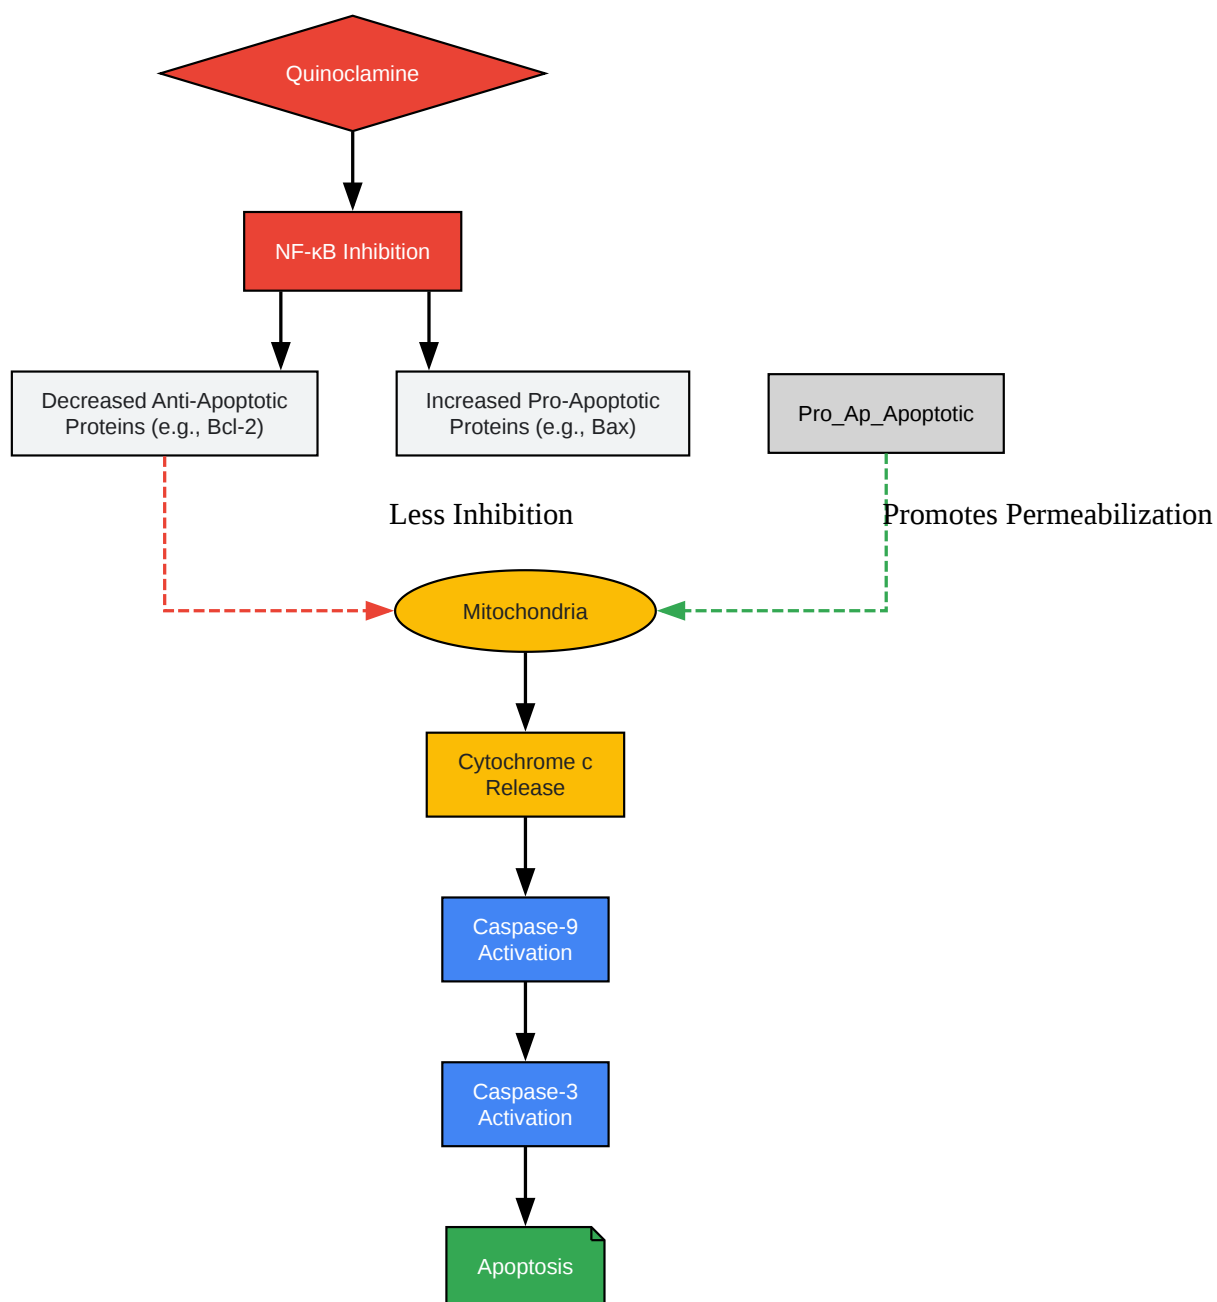 Quinoclamine
NF-κB Inhibition
Decreased Anti-Apoptotic
Proteins (e.g., Bcl-2)
Increased Pro-Apoptotic
Proteins (e.g., Bax)
Pro_Ap_Apoptotic
Less Inhibition
Promotes Permeabilization
Mitochondria
Cytochrome c
Release
Caspase-9
Activation
Caspase-3
Activation
Apoptosis